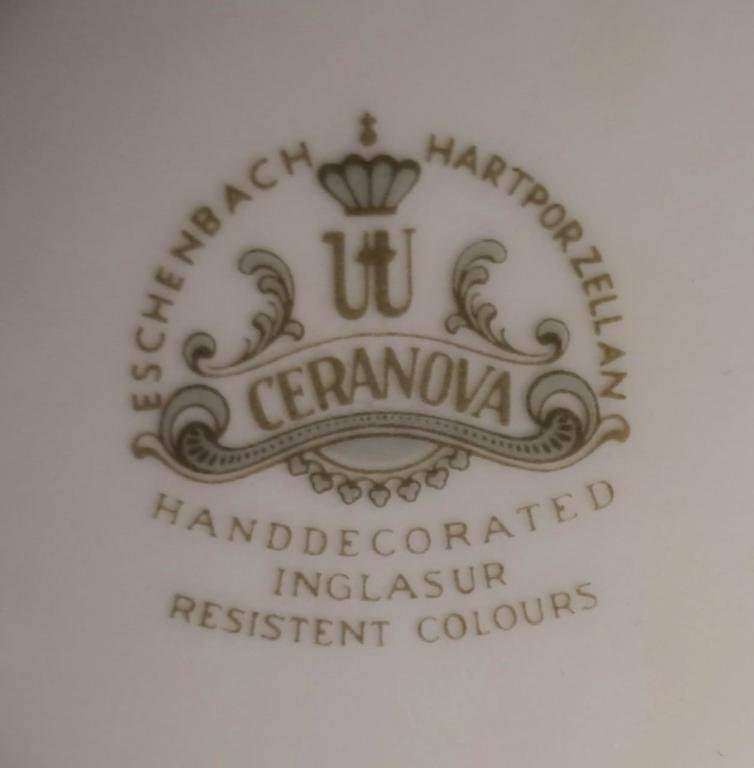 ESCHENBACH HARTPORZELLAN
CERANOVA
HANDDECORATED
INGLASUR
RESISTENT COLOURS